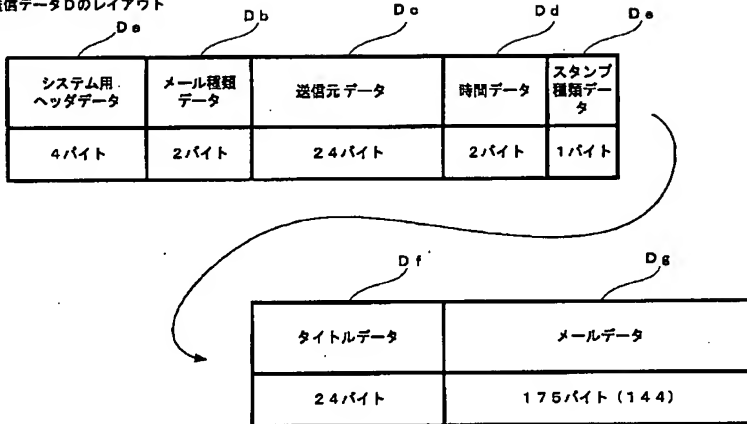 信データDのレイアウト
Da Db Dc Dd De
システム用 メール種類 送信元データ 時間データ スタンプ
ヘッダデータ データ 種類デー
タ
4バイト 2バイト 24バイト 2バイト 1バイト
Df Dg
タイトルデータ メールデータ
24バイト 175バイト(144)